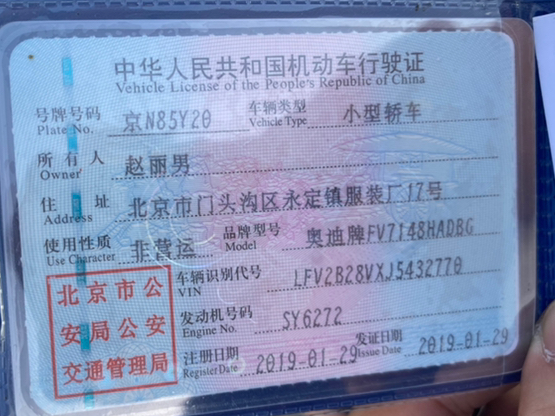 中华人民共和国机动车行驶证
Vehicle License of the People's Republic of China
号牌号码 京N85Y20 车辆类型 小型轿车
Plate No. Vehicle Type
所有人 赵丽男
Owner
住址 北京市门头沟区永定镇服装厂17号
Address
使用性质 非营运 品牌型号 奥迪牌FV7148HADBG
Use Character Model
车辆识别代号 LFV2B28VXJ5432770
VIN
发动机号码 SY6272
Engine No.
注册日期 2019-01-29 发证日期 2019-01-29
Register Date Issue Date
北京市公
安局公安
交通管理局